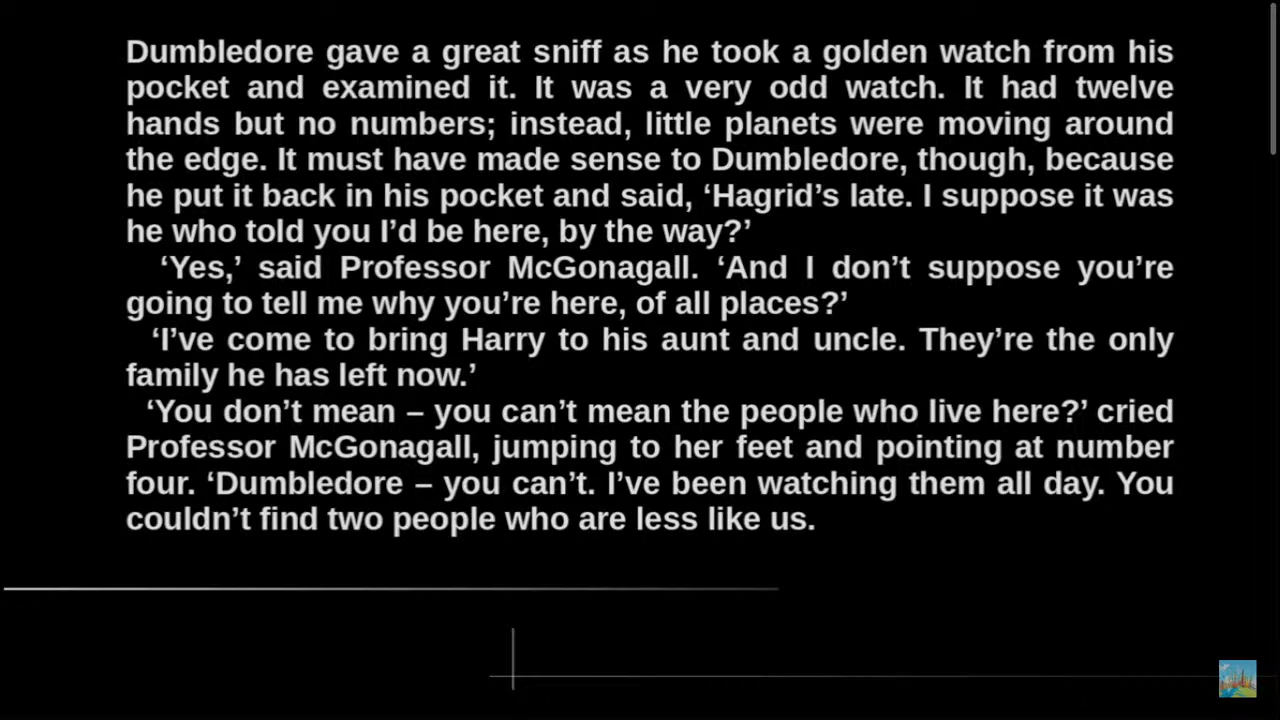 Dumbledore gave a great sniff as he took a golden watch from his
pocket and examined it. It was a very odd watch. It had twelve
hands but no numbers; instead, little planets were moving around
the edge. It must have made sense to Dumbledore, though, because
he put it back in his pocket and said, ‘Hagrid’s late. I suppose it was
he who told you I’d be here, by the way?’
‘Yes,’ said Professor McGonagall. ‘And I don’t suppose you’re
going to tell me why you’re here, of all places?’
‘I’ve come to bring Harry to his aunt and uncle. They’re the only
family he has left now.’
‘You don’t mean – you can’t mean the people who live here?’ cried
Professor McGonagall, jumping to her feet and pointing at number
four. ‘Dumbledore – you can’t. I’ve been watching them all day. You
couldn’t find two people who are less like us.